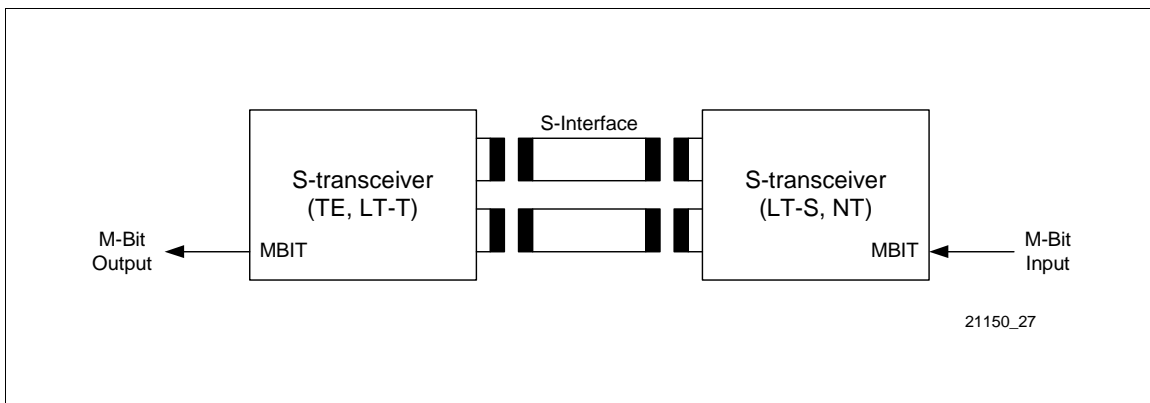 S-Interface
S-transceiver
(TE, LT-T)
S-transceiver
(LT-S, NT)
M-Bit
Output
MBIT
MBIT
M-Bit
Input
21150_27